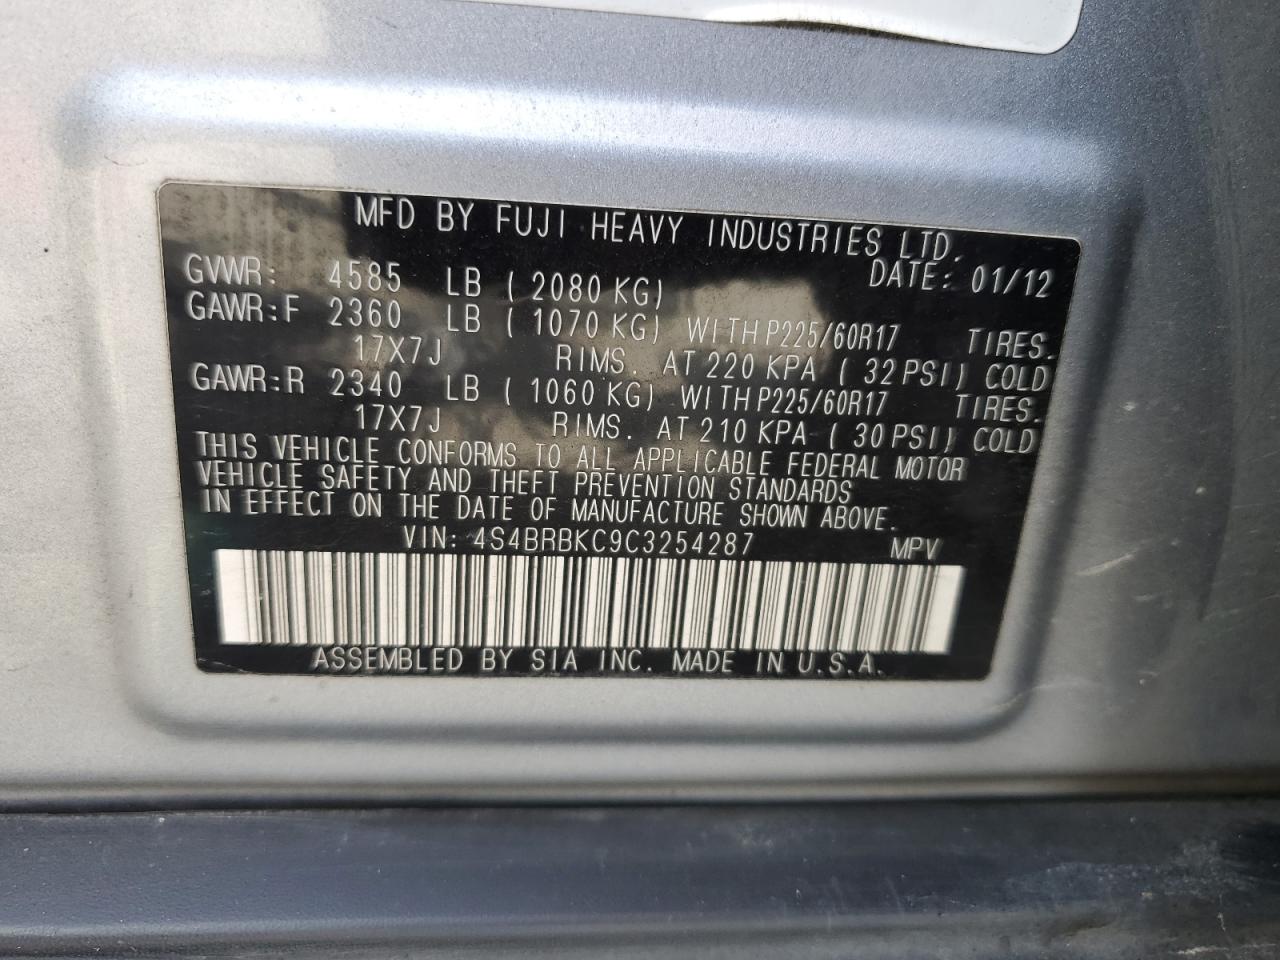 MFD BY FUJI HEAVY INDUSTRIES LTD.
DATE: 01/12
GVWR: 4585 LB ( 2080 KG)
GAWR:F 2360 LB ( 1070 KG) WITH P225/60R17 TIRES.
17X7J RIMS. AT 220 KPA ( 32 PSI) COLD
GAWR:R 2340 LB ( 1060 KG) WITH P225/60R17 TIRES.
17X7J RIMS. AT 210 KPA ( 30 PSI) COLD
THIS VEHICLE CONFORMS TO ALL APPLICABLE FEDERAL MOTOR
VEHICLE SAFETY AND THEFT PREVENTION STANDARDS
IN EFFECT ON THE DATE OF MANUFACTURE SHOWN ABOVE.
VIN: 4S4BRBKC9C3254287 MPV
ASSEMBLED BY SIA INC. MADE IN U.S.A.